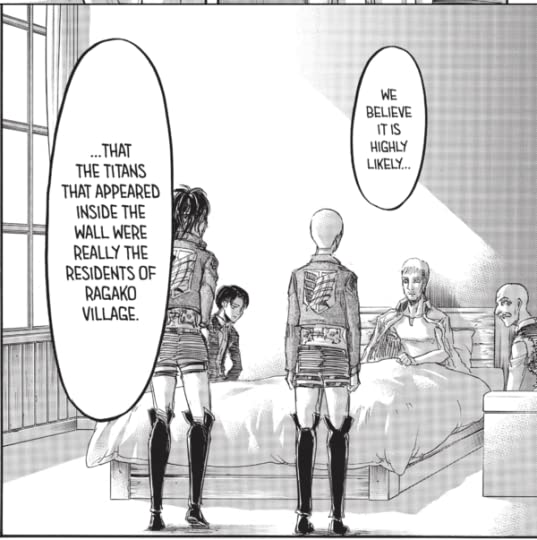 WE
BELIEVE
IT IS
HIGHLY
LIKELY...
...THAT
THE TITANS
THAT APPEARED
INSIDE THE
WALL WERE
REALLY THE
RESIDENTS OF
RAGAKO
VILLAGE.